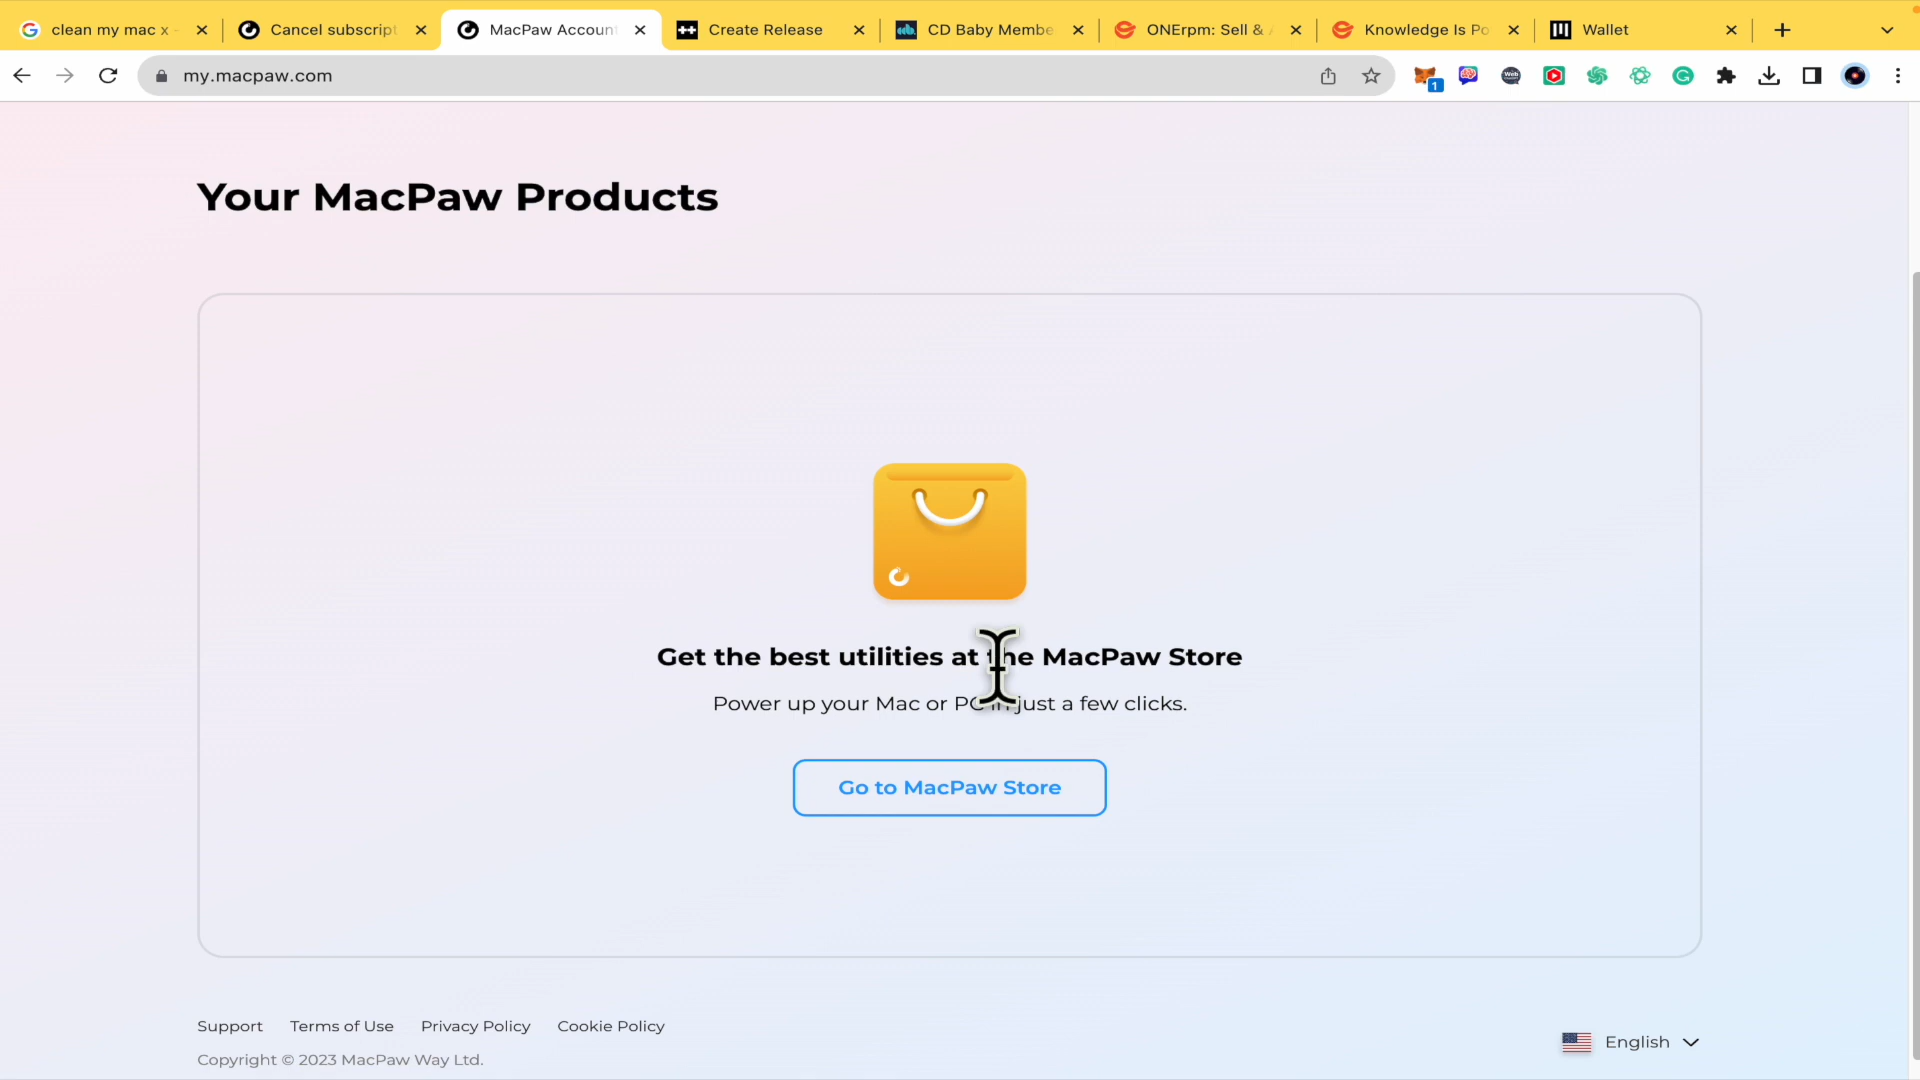 clean my mac x -
Cancel subscript
MacPaw Accoun
Create Release
CD Baby Membe
ONErpm: Sell &
Knowledge Is Po
Wallet
my.macpaw.com
1
Your MacPaw Products
Get the best utilities at the MacPaw Store
Power up your Mac or PC in just a few clicks.
Go to MacPaw Store
Support Terms of Use Privacy Policy Cookie Policy
English
Copyright © 2023 MacPaw Way Ltd.